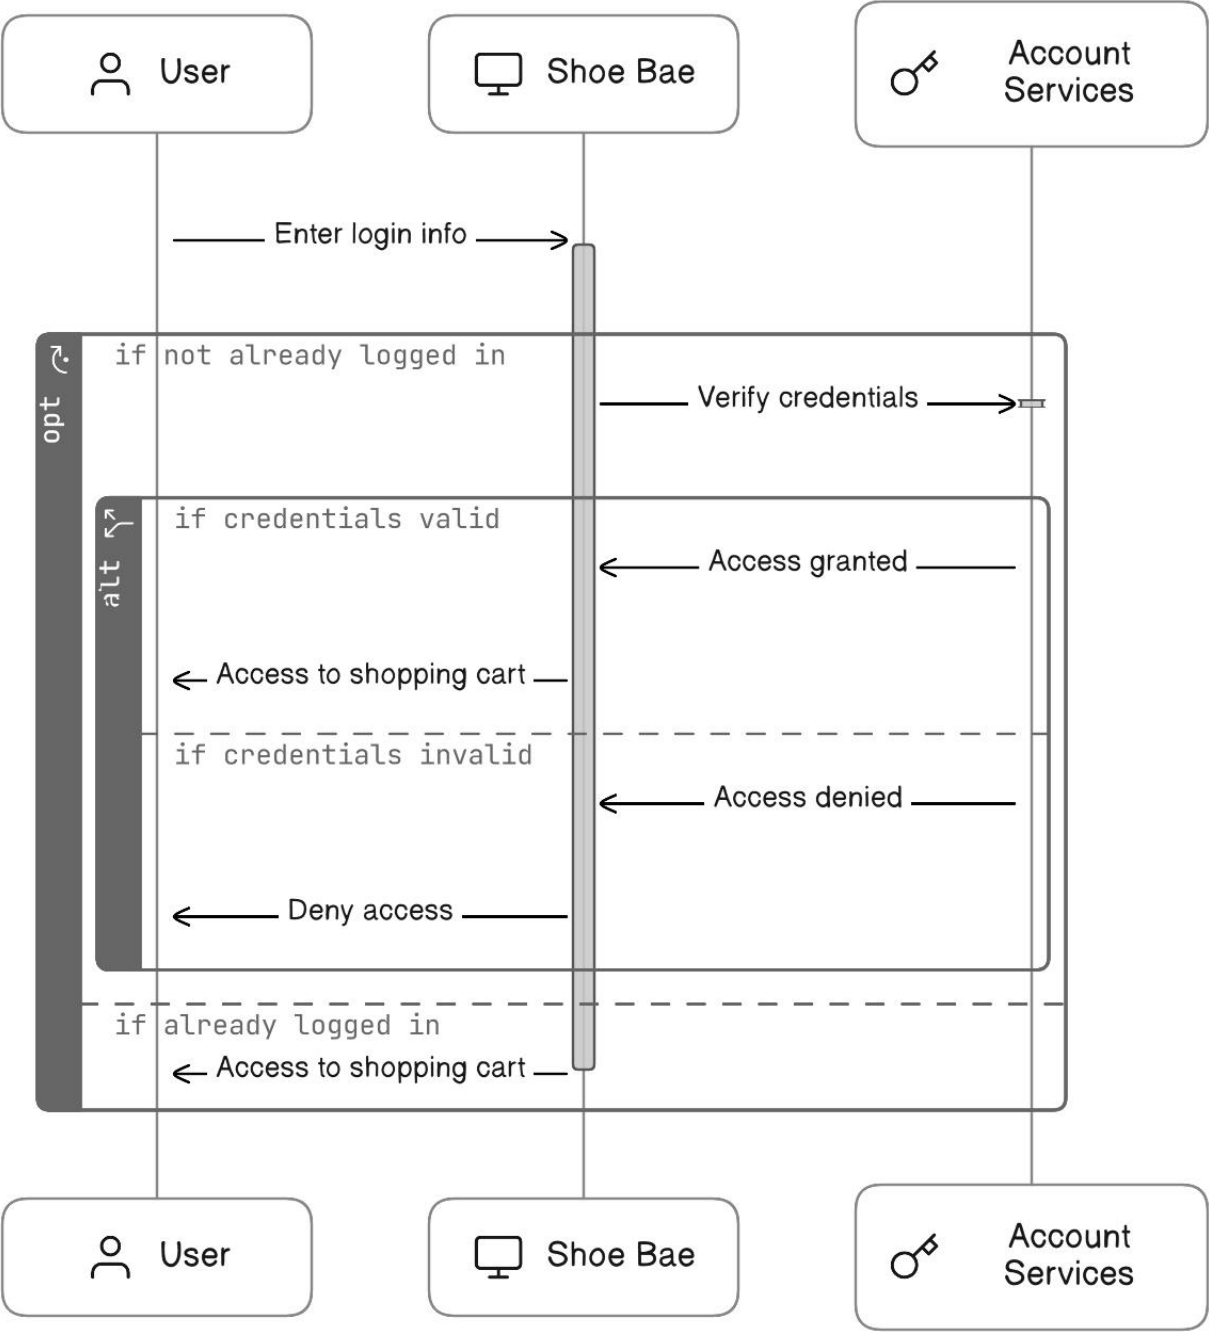 User
Shoe Bae
Account
Services
Enter login info
opt
if not already logged in
Verify credentials
alt
if credentials valid
Access granted
Access to shopping cart
if credentials invalid
Access denied
Deny access
if already logged in
Access to shopping cart
User
Shoe Bae
Account
Services